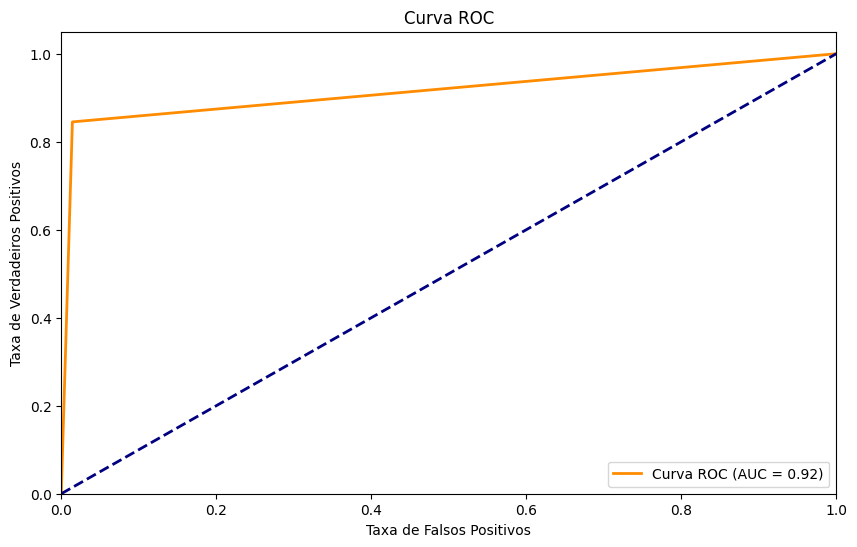 Curva ROC
1.0
0.8
0.6
0.4
0.2
0.0
Taxa de Verdadeiros Positivos
Curva ROC (AUC = 0.92)
0.0 0.2 0.4 0.6 0.8 1.0
Taxa de Falsos Positivos